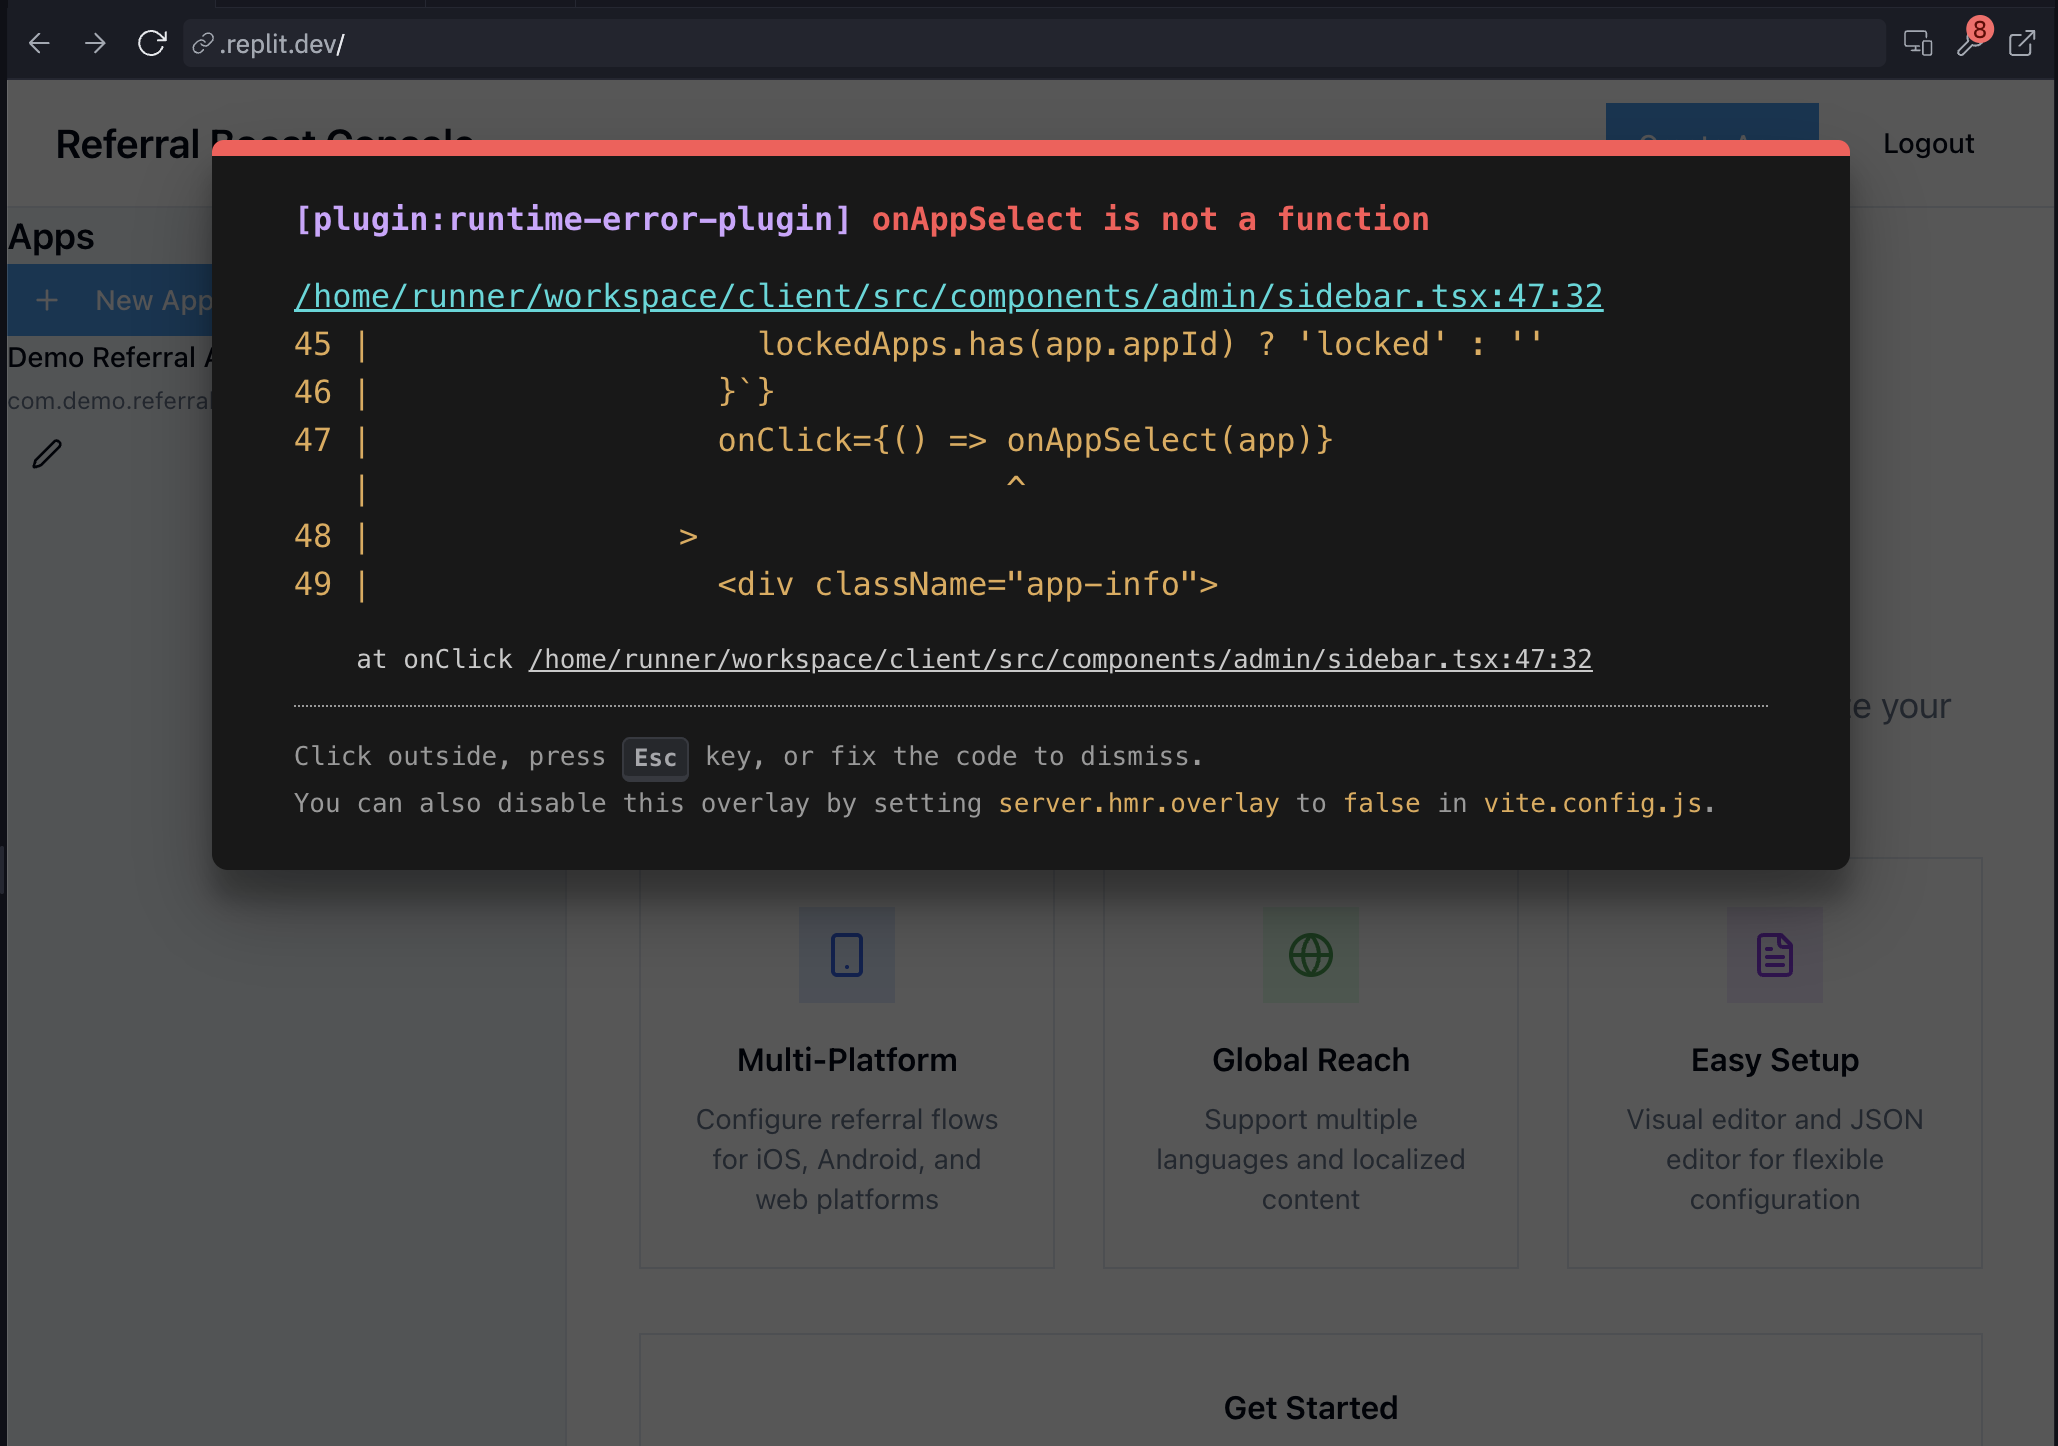 .replit.dev/
8
Referral Boost Console
Logout
Apps
New App
Demo Referral
com.demo.referral
[plugin:runtime-error-plugin] onAppSelect is not a function
/home/runner/workspace/client/src/components/admin/sidebar.tsx:47:32
45 | lockedApps.has(app.appId) ? 'locked' : ''
46 | }`}
47 | onClick={() => onAppSelect(app)}
| ^
48 | >
49 | <div className="app-info">
at onClick /home/runner/workspace/client/src/components/admin/sidebar.tsx:47:32
Click outside, press Esc key, or fix the code to dismiss.
You can also disable this overlay by setting server.hmr.overlay to false in vite.config.js.
your
Multi-Platform
Configure referral flows
for iOS, Android, and
web platforms
Global Reach
Support multiple
languages and localized
content
Easy Setup
Visual editor and JSON
editor for flexible
configuration
Get Started